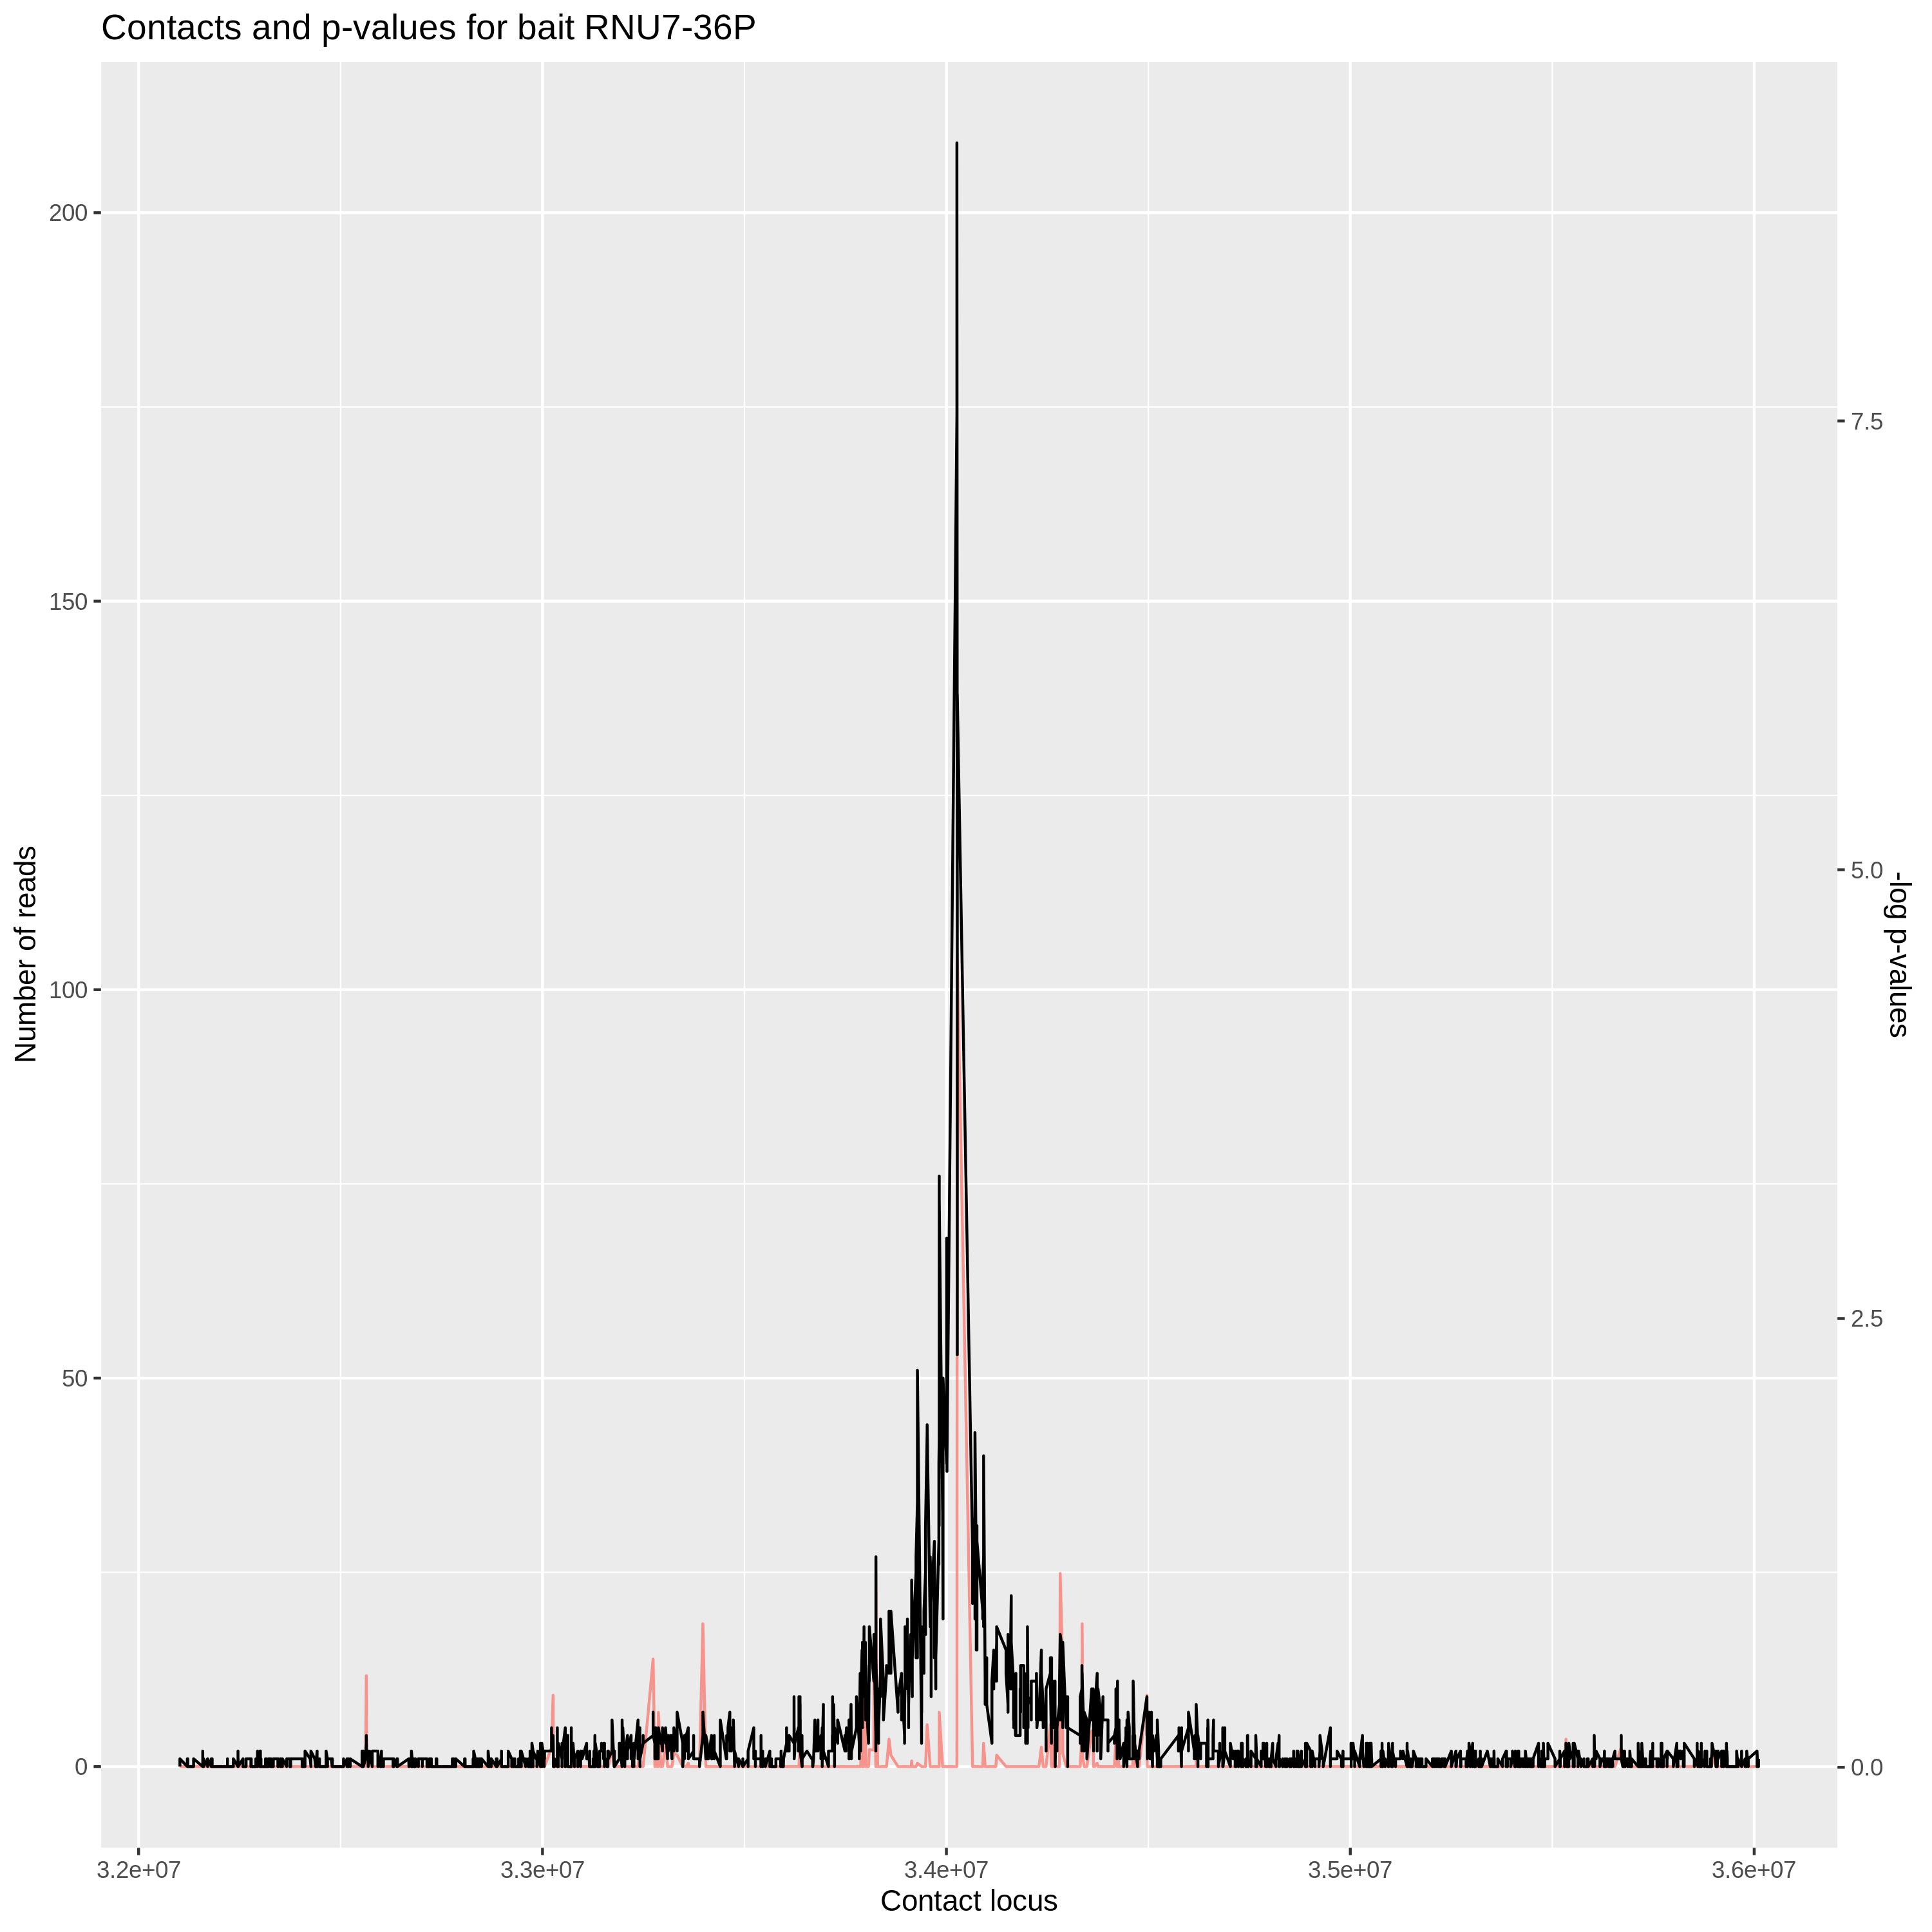 Contacts and p-values for bait RNU7-36P
200
150
100
50
0
7.5
5.0
2.5
0.0
Number of reads
-log p-values
3.2e+07
3.3e+07
3.4e+07
3.5e+07
3.6e+07
Contact locus